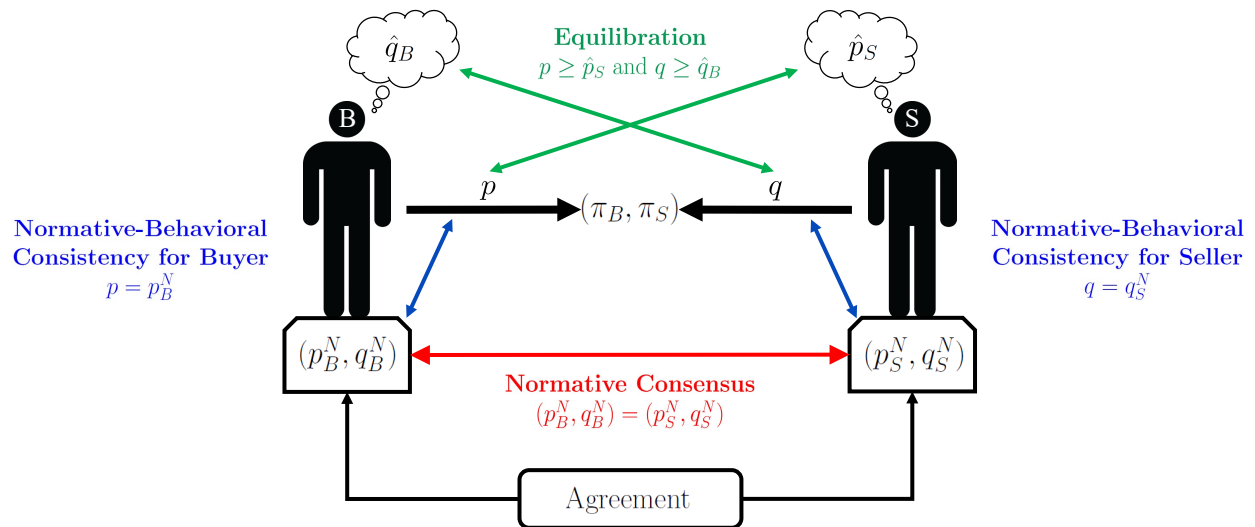 q̂_B
Equilibration
p ≥ p̂_S and q ≥ q̂_B
p̂_S
B
S
p
q
(π_B, π_S)
Normative-Behavioral
Consistency for Buyer
p = p_B^N
Normative-Behavioral
Consistency for Seller
q = q_S^N
(p_B^N, q_B^N)
(p_S^N, q_S^N)
Normative Consensus
(p_B^N, q_B^N) = (p_S^N, q_S^N)
Agreement